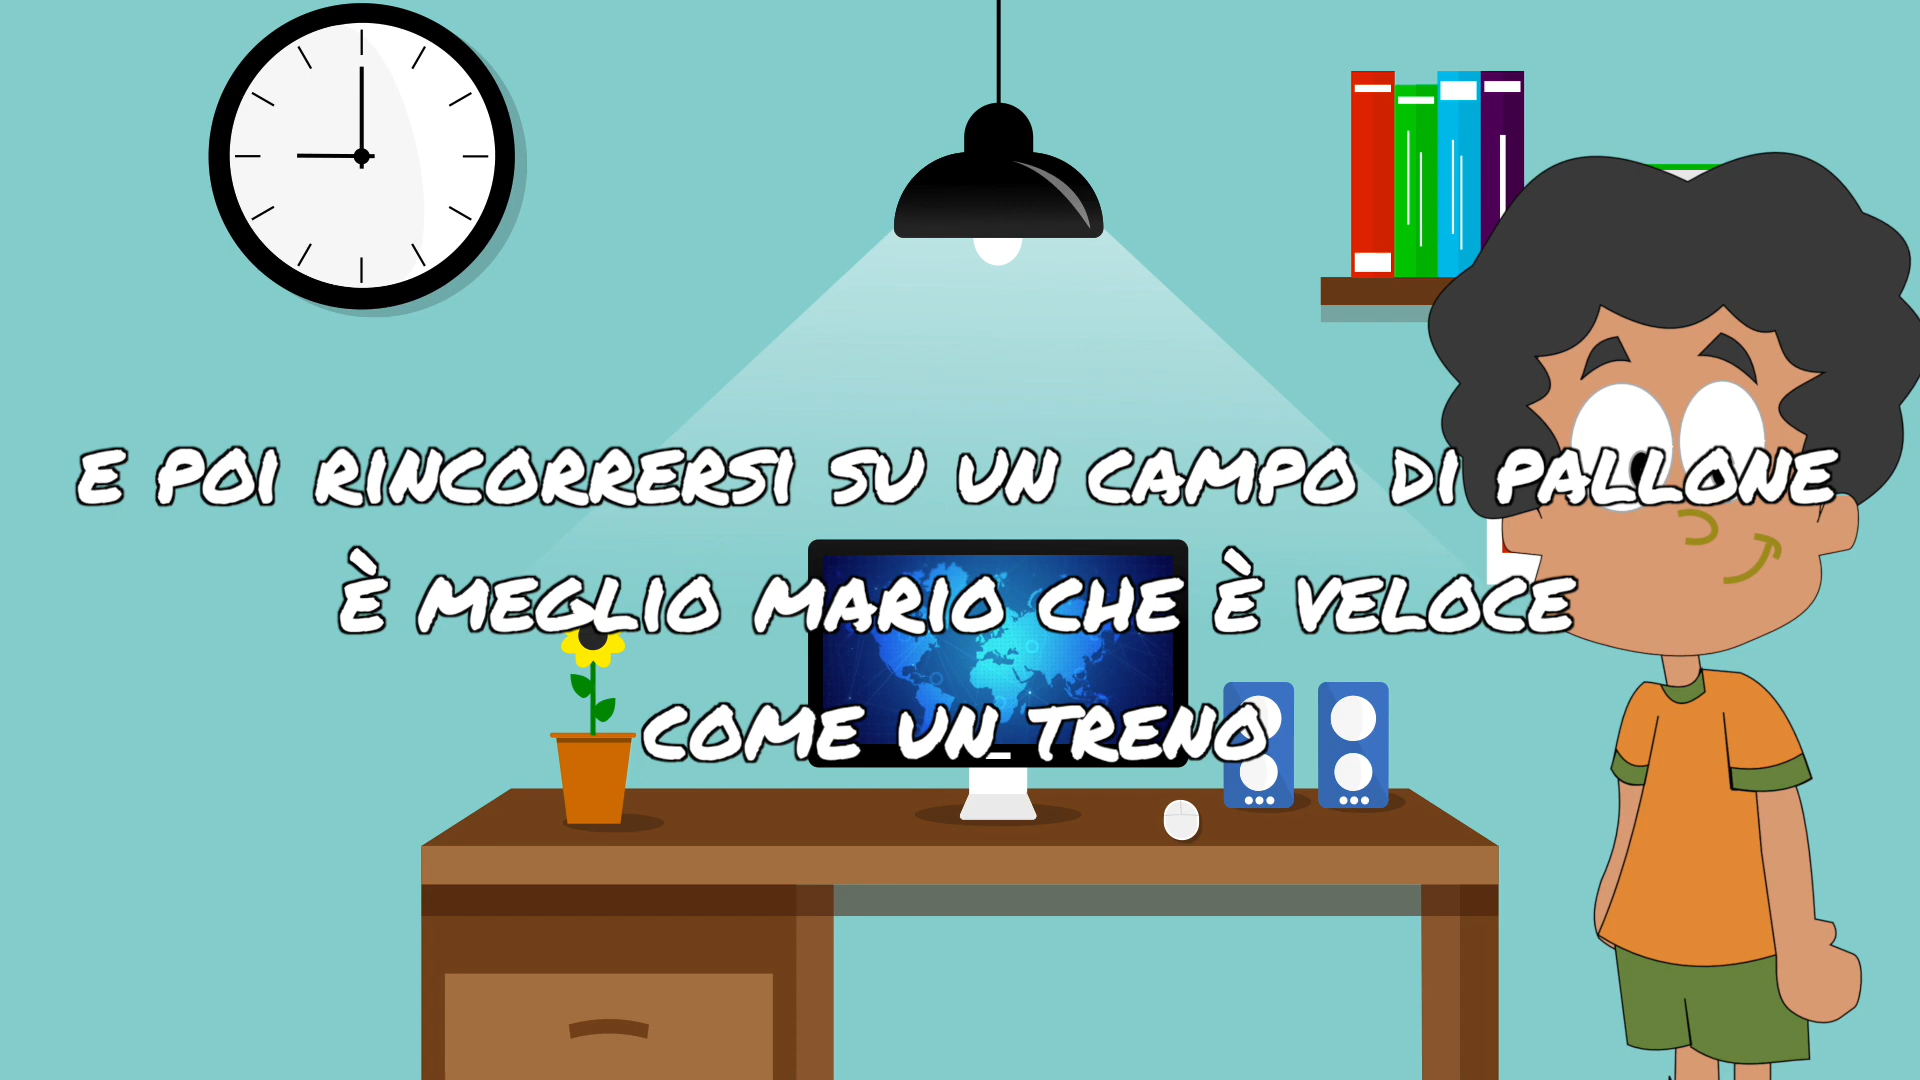 E POI RINCORRERSI SU UN CAMPO DI PALLONE
È MEGLIO MARIO CHE È VELOCE
COME UN TRENO